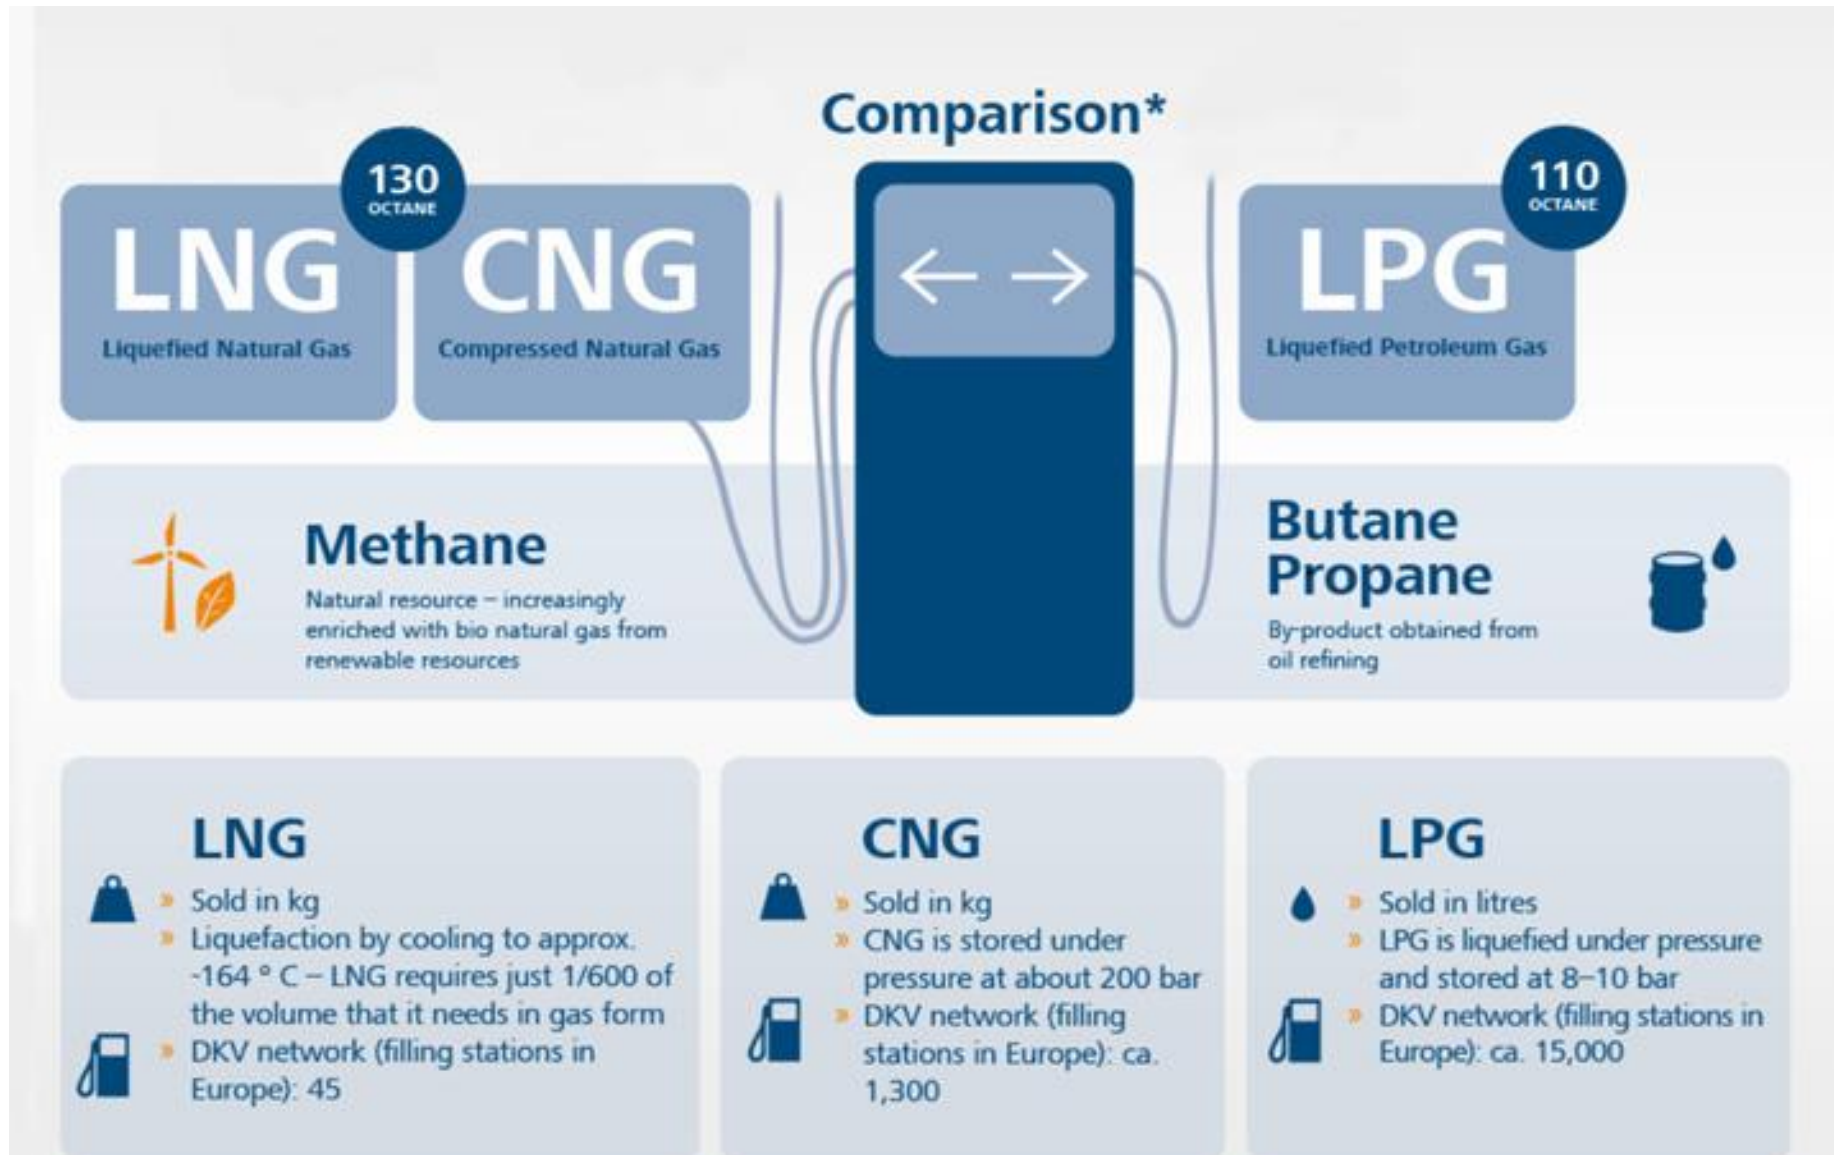 Comparison*
130
OCTANE
LNG
Liquefied Natural Gas
CNG
Compressed Natural Gas
110
OCTANE
LPG
Liquefied Petroleum Gas
Methane
Natural resource – increasingly
enriched with bio natural gas from
renewable resources
Butane
Propane
By-product obtained from
oil refining
LNG
» Sold in kg
» Liquefaction by cooling to approx.
-164 º C – LNG requires just 1/600 of
the volume that it needs in gas form
» DKV network (filling stations in
Europe): 45
CNG
» Sold in kg
» CNG is stored under
pressure at about 200 bar
» DKV network (filling
stations in Europe): ca.
1,300
LPG
» Sold in litres
» LPG is liquefied under pressure
and stored at 8–10 bar
» DKV network (filling stations in
Europe): ca. 15,000